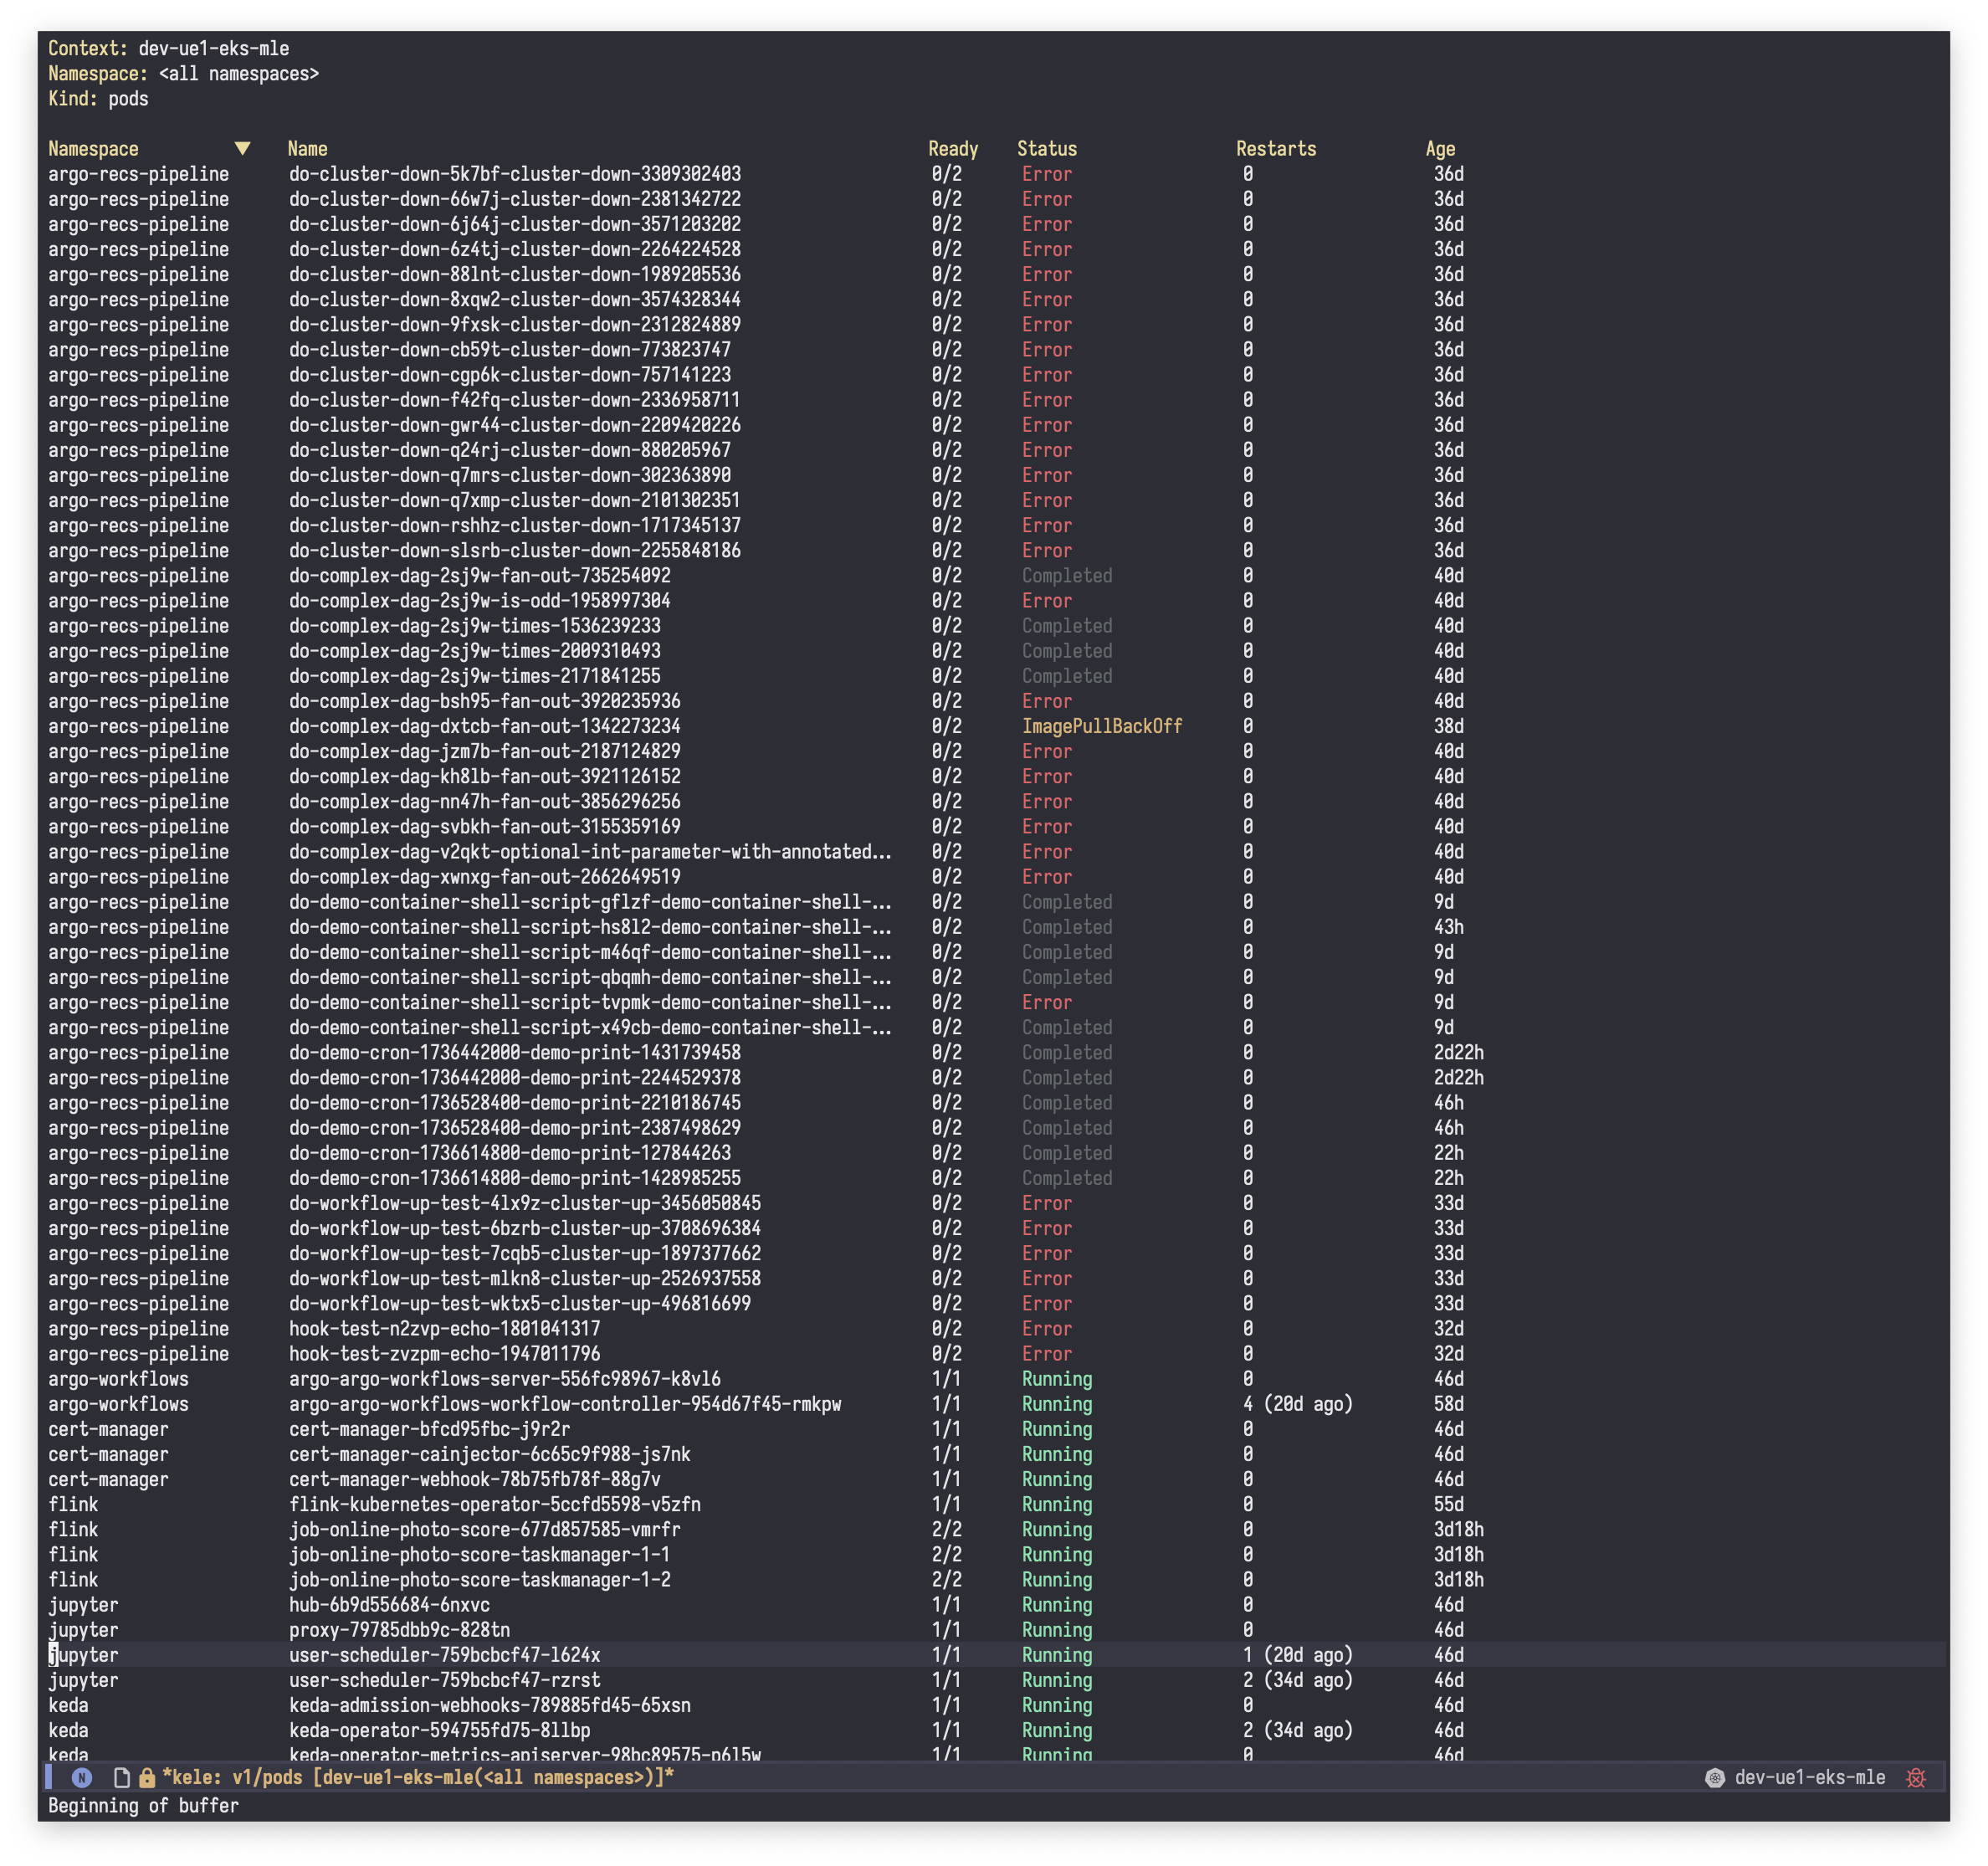 Context: dev-ue1-eks-mle
Namespace: <all namespaces>
Kind: pods
Namespace ▼ Name Ready Status Restarts Age
argo-recs-pipeline do-cluster-down-5k7bf-cluster-down-3309302403 0/2 Error 0 36d
argo-recs-pipeline do-cluster-down-66w7j-cluster-down-2381342722 0/2 Error 0 36d
argo-recs-pipeline do-cluster-down-6j64j-cluster-down-3571203202 0/2 Error 0 36d
argo-recs-pipeline do-cluster-down-6z4tj-cluster-down-2264224528 0/2 Error 0 36d
argo-recs-pipeline do-cluster-down-88lnt-cluster-down-1989205536 0/2 Error 0 36d
argo-recs-pipeline do-cluster-down-8xqw2-cluster-down-3574328344 0/2 Error 0 36d
argo-recs-pipeline do-cluster-down-9fxsk-cluster-down-2312824889 0/2 Error 0 36d
argo-recs-pipeline do-cluster-down-cb59t-cluster-down-773823747 0/2 Error 0 36d
argo-recs-pipeline do-cluster-down-cgp6k-cluster-down-757141223 0/2 Error 0 36d
argo-recs-pipeline do-cluster-down-f42fq-cluster-down-2336958711 0/2 Error 0 36d
argo-recs-pipeline do-cluster-down-gwr44-cluster-down-2209420226 0/2 Error 0 36d
argo-recs-pipeline do-cluster-down-q24rj-cluster-down-880205967 0/2 Error 0 36d
argo-recs-pipeline do-cluster-down-q7mrs-cluster-down-302363890 0/2 Error 0 36d
argo-recs-pipeline do-cluster-down-q7xmp-cluster-down-2101302351 0/2 Error 0 36d
argo-recs-pipeline do-cluster-down-rshhz-cluster-down-1717345137 0/2 Error 0 36d
argo-recs-pipeline do-cluster-down-slsrb-cluster-down-2255848186 0/2 Error 0 36d
argo-recs-pipeline do-complex-dag-2sj9w-fan-out-735254092 0/2 Completed 0 40d
argo-recs-pipeline do-complex-dag-2sj9w-is-odd-1958997304 0/2 Error 0 40d
argo-recs-pipeline do-complex-dag-2sj9w-times-1536239233 0/2 Completed 0 40d
argo-recs-pipeline do-complex-dag-2sj9w-times-2009310493 0/2 Completed 0 40d
argo-recs-pipeline do-complex-dag-2sj9w-times-2171841255 0/2 Completed 0 40d
argo-recs-pipeline do-complex-dag-bsh95-fan-out-3920235936 0/2 Error 0 40d
argo-recs-pipeline do-complex-dag-dxtcb-fan-out-1342273234 0/2 ImagePullBackOff 0 38d
argo-recs-pipeline do-complex-dag-jzm7b-fan-out-2187124829 0/2 Error 0 40d
argo-recs-pipeline do-complex-dag-kh8lb-fan-out-3921126152 0/2 Error 0 40d
argo-recs-pipeline do-complex-dag-nn47h-fan-out-3856296256 0/2 Error 0 40d
argo-recs-pipeline do-complex-dag-svbkh-fan-out-3155359169 0/2 Error 0 40d
argo-recs-pipeline do-complex-dag-v2qkt-optional-int-parameter-with-annotated... 0/2 Error 0 40d
argo-recs-pipeline do-complex-dag-xwnxg-fan-out-2662649519 0/2 Error 0 40d
argo-recs-pipeline do-demo-container-shell-script-gflzf-demo-container-shell-... 0/2 Completed 0 9d
argo-recs-pipeline do-demo-container-shell-script-hs8l2-demo-container-shell-... 0/2 Completed 0 43h
argo-recs-pipeline do-demo-container-shell-script-m46qf-demo-container-shell-... 0/2 Completed 0 9d
argo-recs-pipeline do-demo-container-shell-script-qbqmh-demo-container-shell-... 0/2 Completed 0 9d
argo-recs-pipeline do-demo-container-shell-script-tvpmk-demo-container-shell-... 0/2 Error 0 9d
argo-recs-pipeline do-demo-container-shell-script-x49cb-demo-container-shell-... 0/2 Completed 0 9d
argo-recs-pipeline do-demo-cron-1736442000-demo-print-1431739458 0/2 Completed 0 2d22h
argo-recs-pipeline do-demo-cron-1736442000-demo-print-2244529378 0/2 Completed 0 2d22h
argo-recs-pipeline do-demo-cron-1736528400-demo-print-2210186745 0/2 Completed 0 46h
argo-recs-pipeline do-demo-cron-1736528400-demo-print-2387498629 0/2 Completed 0 46h
argo-recs-pipeline do-demo-cron-1736614800-demo-print-127844263 0/2 Completed 0 22h
argo-recs-pipeline do-demo-cron-1736614800-demo-print-1428985255 0/2 Completed 0 22h
argo-recs-pipeline do-workflow-up-test-4lx9z-cluster-up-3456050845 0/2 Error 0 33d
argo-recs-pipeline do-workflow-up-test-6bzrb-cluster-up-3708696384 0/2 Error 0 33d
argo-recs-pipeline do-workflow-up-test-7cqb5-cluster-up-1897377662 0/2 Error 0 33d
argo-recs-pipeline do-workflow-up-test-mlkn8-cluster-up-2526937558 0/2 Error 0 33d
argo-recs-pipeline do-workflow-up-test-wktx5-cluster-up-496816699 0/2 Error 0 33d
argo-recs-pipeline hook-test-n2zvp-echo-1801041317 0/2 Error 0 32d
argo-recs-pipeline hook-test-zvzpm-echo-1947011796 0/2 Error 0 32d
argo-workflows argo-argo-workflows-server-556fc98967-k8vl6 1/1 Running 0 46d
argo-workflows argo-argo-workflows-workflow-controller-954d67f45-rmkpw 1/1 Running 4 (20d ago) 58d
cert-manager cert-manager-bfcd95fbc-j9r2r 1/1 Running 0 46d
cert-manager cert-manager-cainjector-6c65c9f988-js7nk 1/1 Running 0 46d
cert-manager cert-manager-webhook-78b75fb78f-88g7v 1/1 Running 0 46d
flink flink-kubernetes-operator-5ccfd5598-v5zfn 1/1 Running 0 55d
flink job-online-photo-score-677d857585-vmrfr 2/2 Running 0 3d18h
flink job-online-photo-score-taskmanager-1-1 2/2 Running 0 3d18h
flink job-online-photo-score-taskmanager-1-2 2/2 Running 0 3d18h
jupyter hub-6b9d556684-6nxvc 1/1 Running 0 46d
jupyter proxy-79785dbb9c-828tn 1/1 Running 0 46d
jupyter user-scheduler-759bcbcf47-l624x 1/1 Running 1 (20d ago) 46d
jupyter user-scheduler-759bcbcf47-rzrst 1/1 Running 2 (34d ago) 46d
keda keda-admission-webhooks-789885fd45-65xsn 1/1 Running 0 46d
keda keda-operator-594755fd75-8llbp 1/1 Running 2 (34d ago) 46d
keda keda-operator-metrics-apiserver-98bc89575-p6l5w 1/1 Running 0 46d
N *kele: v1/pods [dev-ue1-eks-mle(<all namespaces>)]* dev-ue1-eks-mle
Beginning of buffer